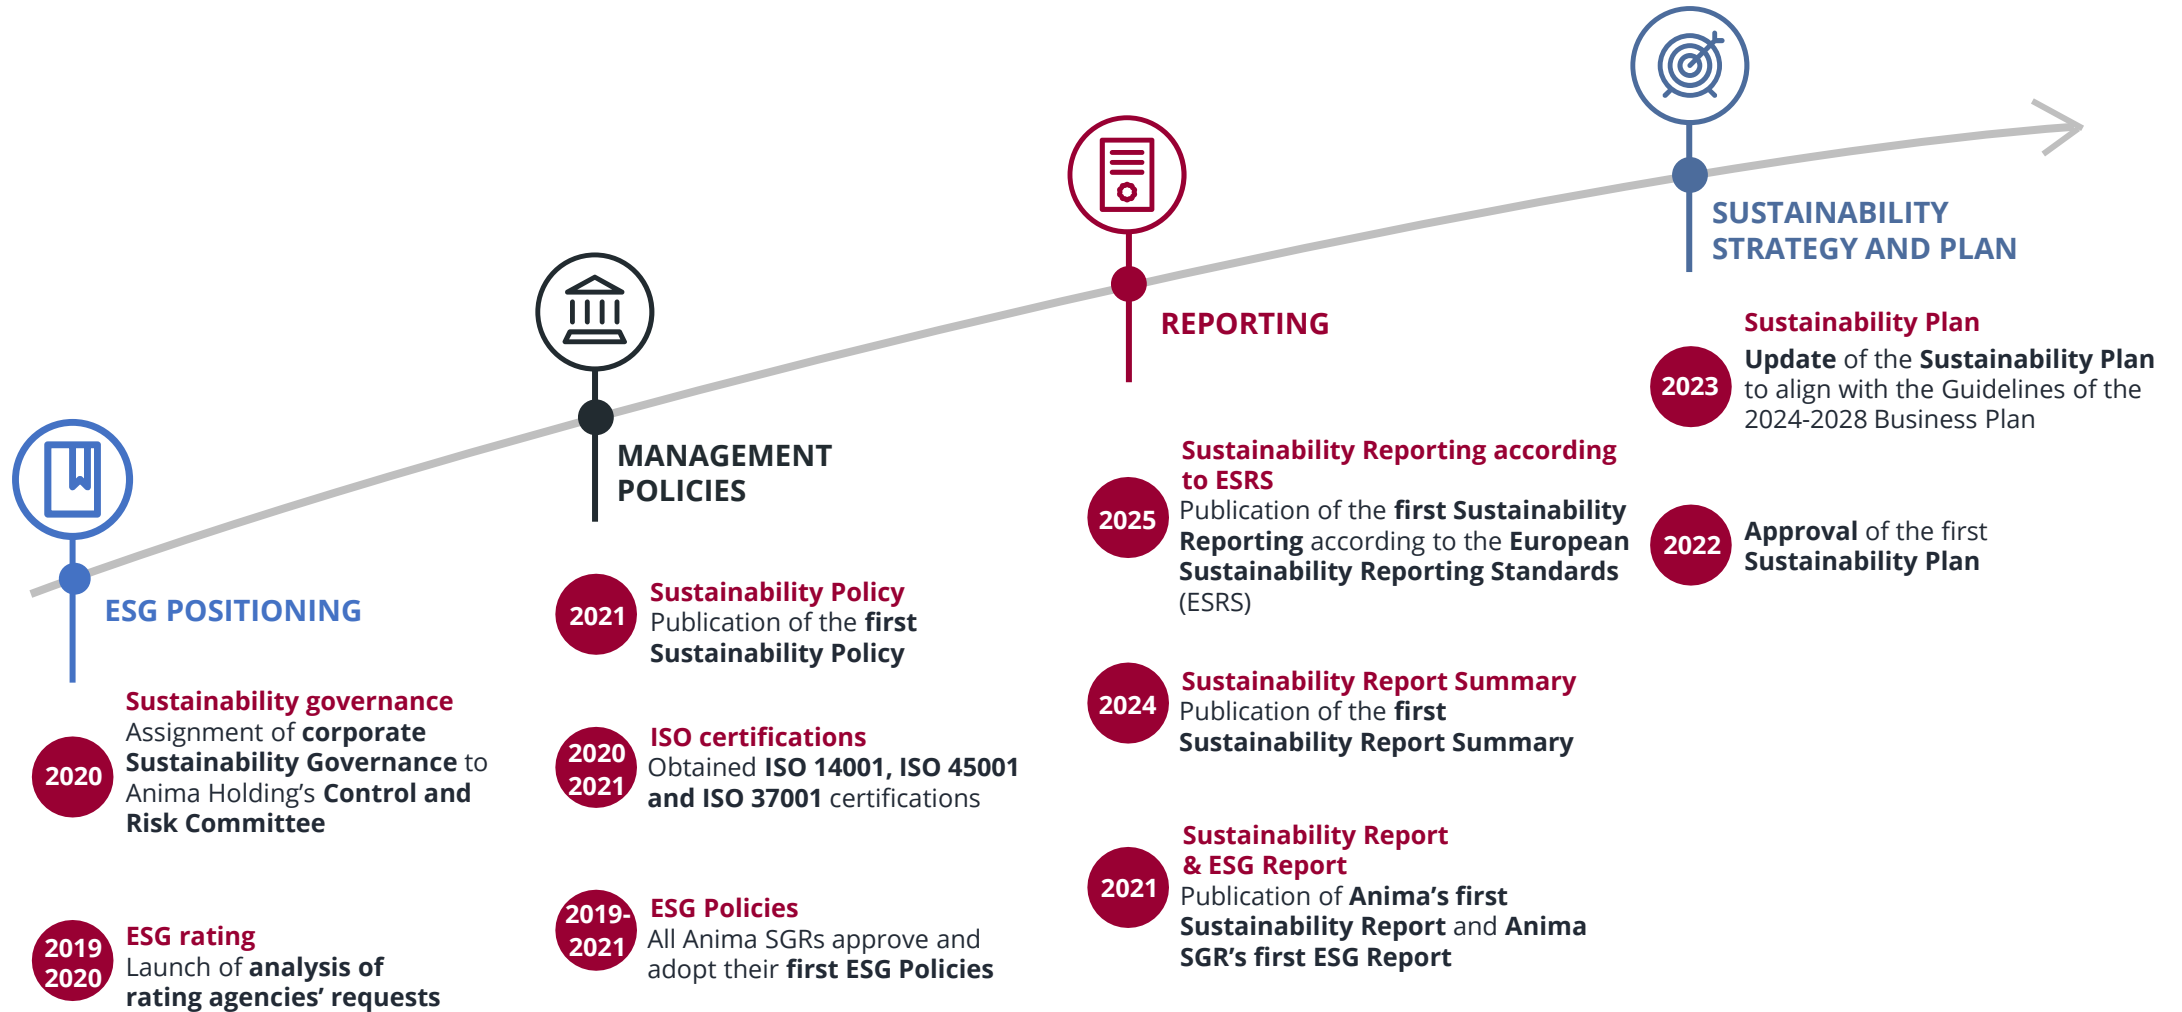 ESG POSITIONING
Sustainability governance
2020
Assignment of corporate
Sustainability Governance to
Anima Holding’s Control and
Risk Committee
2019
2020
ESG rating
Launch of analysis of
rating agencies’ requests
MANAGEMENT
POLICIES
2021
Sustainability Policy
Publication of the first
Sustainability Policy
2020
2021
ISO certifications
Obtained ISO 14001, ISO 45001
and ISO 37001 certifications
2019-
2021
ESG Policies
All Anima SGRs approve and
adopt their first ESG Policies
REPORTING
Sustainability Reporting according
to ESRS
2025
Publication of the first Sustainability
Reporting according to the European
Sustainability Reporting Standards
(ESRS)
2024
Sustainability Report Summary
Publication of the first
Sustainability Report Summary
2021
Sustainability Report
& ESG Report
Publication of Anima’s first
Sustainability Report and Anima
SGR’s first ESG Report
SUSTAINABILITY
STRATEGY AND PLAN
Sustainability Plan
2023
Update of the Sustainability Plan
to align with the Guidelines of the
2024-2028 Business Plan
2022
Approval of the first
Sustainability Plan